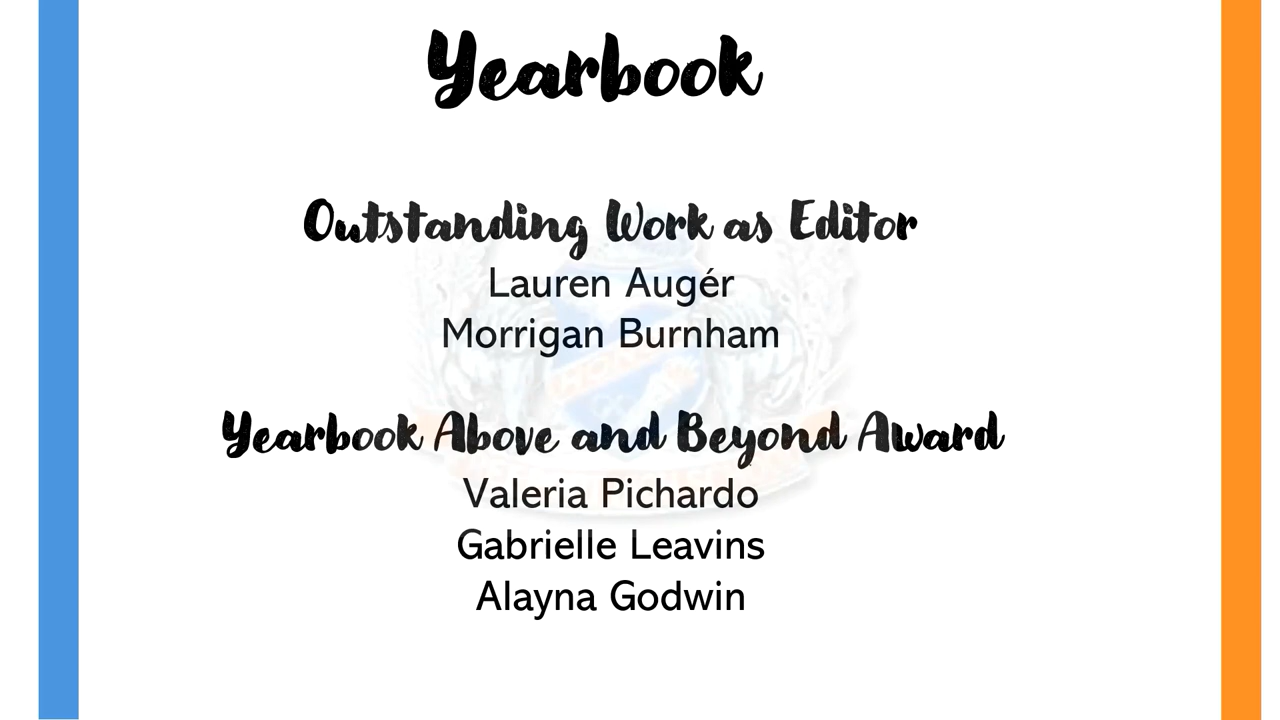 Yearbook
Outstanding Work as Editor
Lauren Augér
Morrigan Burnham
Yearbook Above and Beyond Award
Valeria Pichardo
Gabrielle Leavins
Alayna Godwin